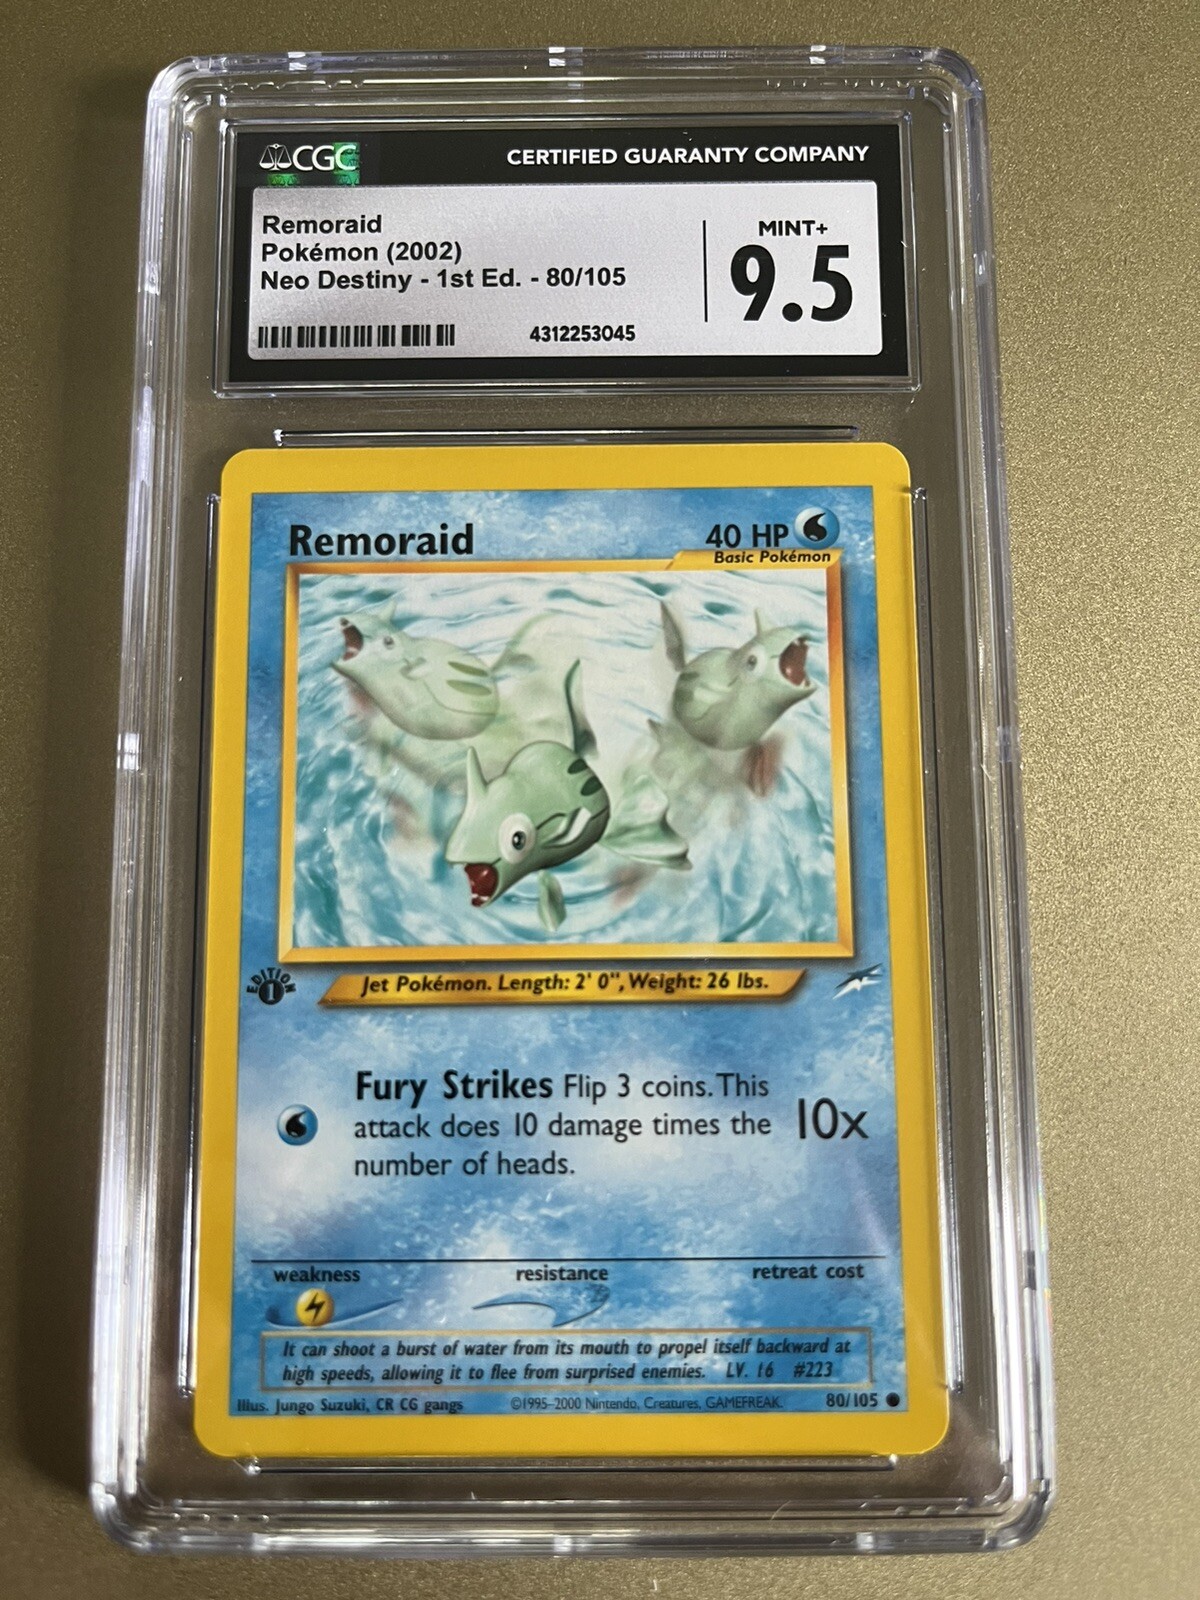 CGC
CERTIFIED GUARANTY COMPANY
Remoraid
Pokémon (2002)
Neo Destiny - 1st Ed. - 80/105
4312253045
MINT+
9.5
Remoraid
40 HP
Basic Pokémon
EDITION
1
Jet Pokémon. Length: 2' 0", Weight: 26 lbs.
Fury Strikes Flip 3 coins. This
attack does 10 damage times the
number of heads.
10x
weakness
resistance
retreat cost
It can shoot a burst of water from its mouth to propel itself backward at
high speeds, allowing it to flee from surprised enemies. LV. 16 #223
Illus. Jungo Suzuki, CR CG gangs
©1995-2000 Nintendo, Creatures, GAMEFREAK.
80/105